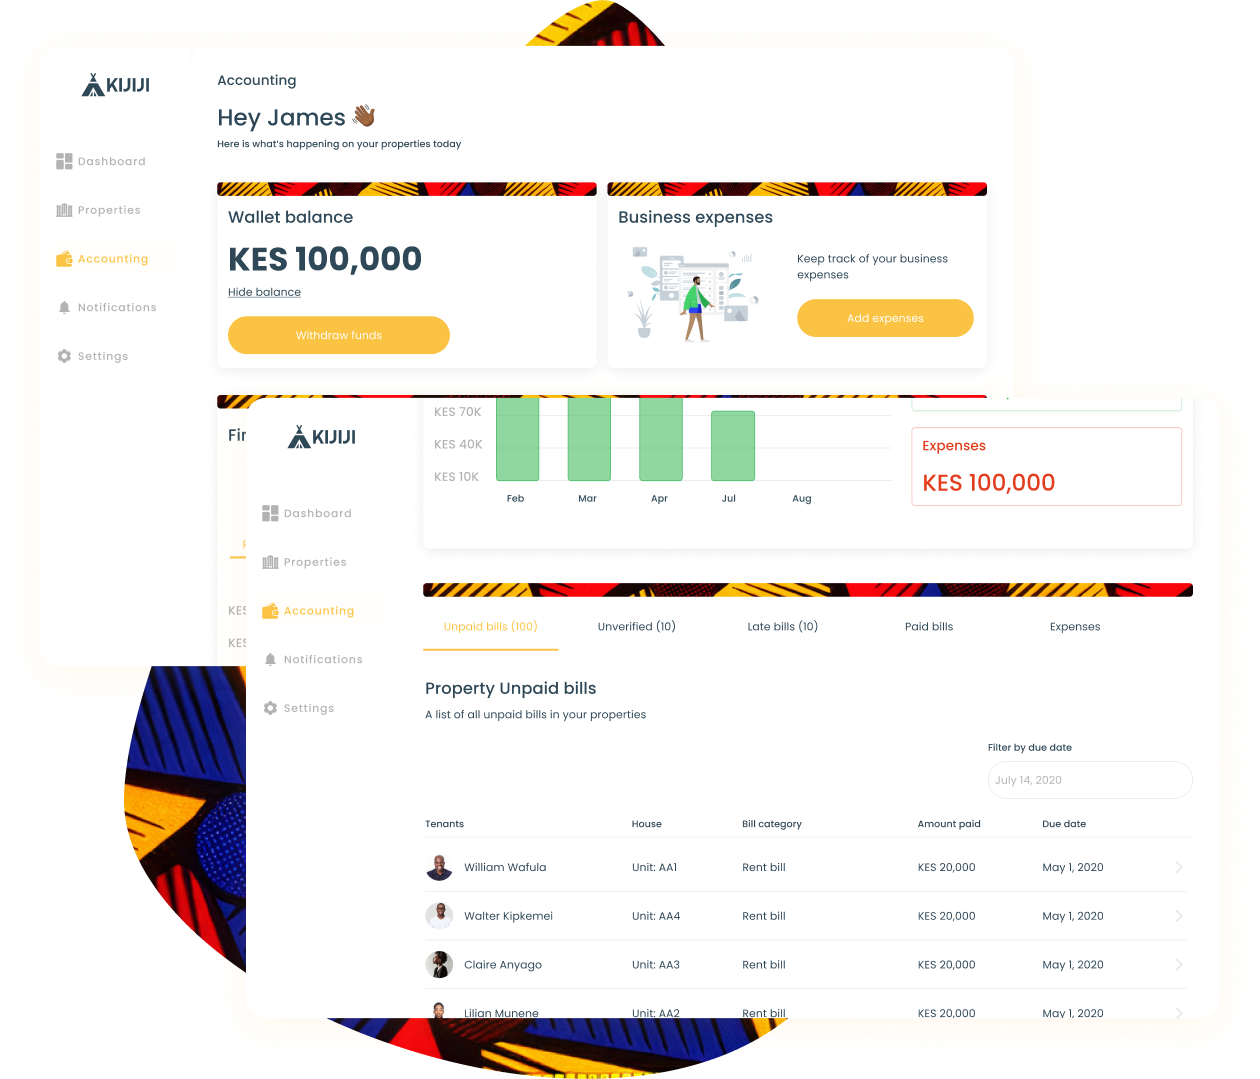 KIJIJI
Dashboard
Properties
Accounting
Notifications
Settings
Accounting
Hey James
Here is what's happening on your properties today
Wallet balance
KES 100,000
Hide balance
Withdraw funds
Business expenses
Keep track of your business
expenses
Add expenses
KES
KES
KIJIJI
Dashboard
Properties
Accounting
Notifications
Settings
KES 70K
KES 40K
KES 10K
Feb Mar Apr Jul Aug
Expenses
KES 100,000
Unpaid bills (100) Unverified (10) Late bills (10) Paid bills Expenses
Property Unpaid bills
A list of all unpaid bills in your properties
Filter by due date
July 14, 2020
Tenants House Bill category Amount paid Due date
William Wafula Unit: AA1 Rent bill KES 20,000 May 1, 2020
Walter Kipkemei Unit: AA4 Rent bill KES 20,000 May 1, 2020
Claire Anyago Unit: AA3 Rent bill KES 20,000 May 1, 2020
Lilian Munene Unit: AA2 Rent bill KES 20,000 May 1, 2020